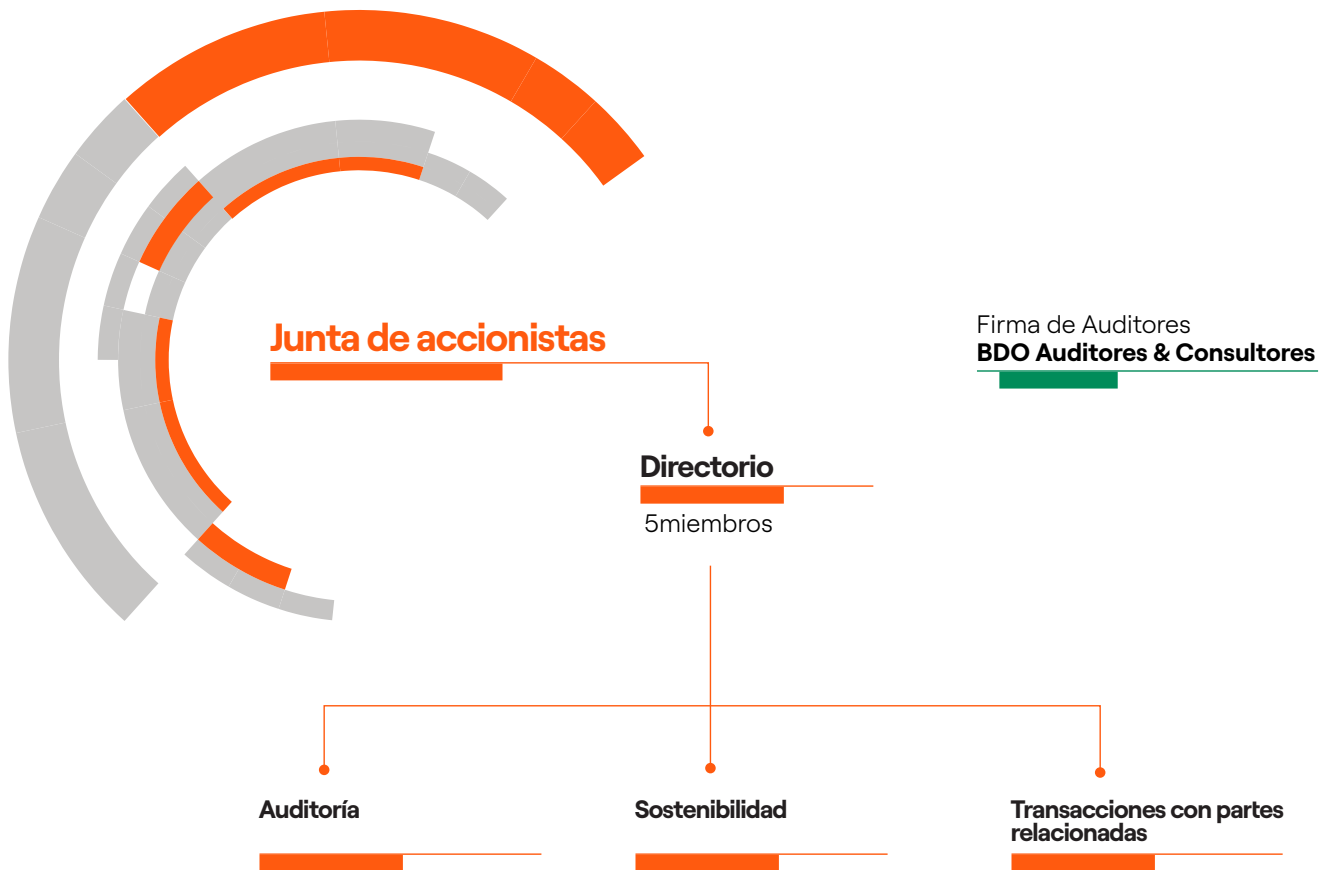 Junta de accionistas
Firma de Auditores
BDO Auditores & Consultores
Directorio
5miembros
Auditoría
Sostenibilidad
Transacciones con partes
relacionadas